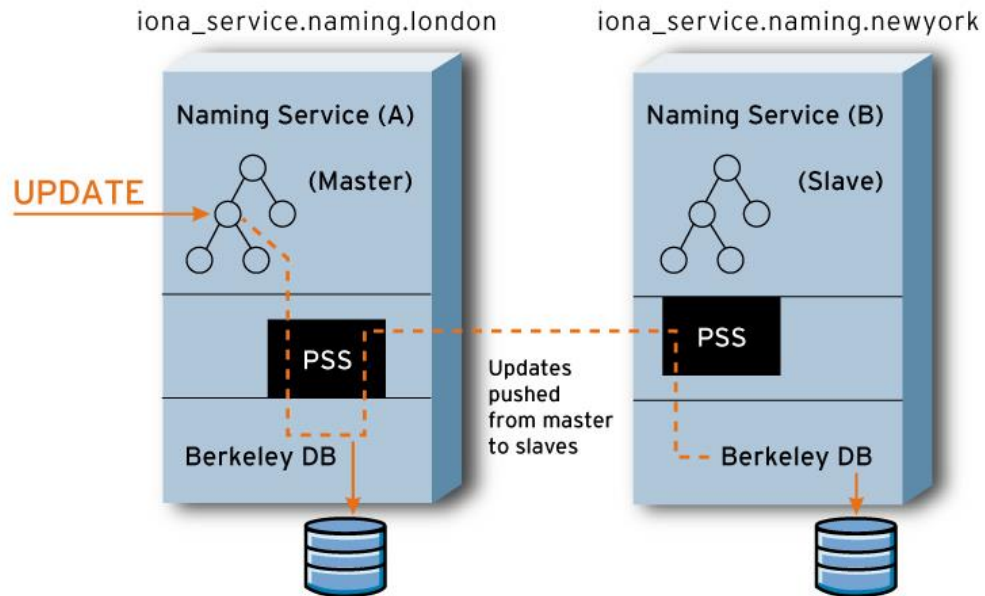 iona_service.naming.london
iona_service.naming.newyork
Naming Service (A)
(Master)
UPDATE
PSS
Berkeley DB
Updates
pushed
from master
to slaves
Naming Service (B)
(Slave)
PSS
Berkeley DB